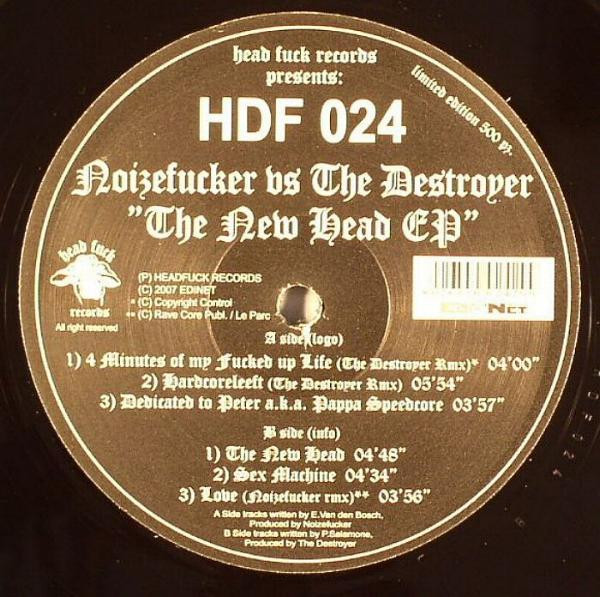 head fuck records
presents:
limited edition 500 pz.
HDF 024
Noizefucker vs The Destroyer
"The New Head EP"
head fuck
records
All right reserved
(P) HEADFUCK RECORDS
(C) 2007 EDINET
* (C) Copyright Control
** (C) Rave Core Publ. / Le Parc
A side (logo)
1) 4 Minutes of my Fucked up Life (The Destroyer Rmx)* 04'00"
2) Hardcoreleeft (The Destroyer Rmx) 05'54"
3) Dedicated to Peter a.k.a. Pappa Speedcore 03'57"
B side (info)
1) The New Head 04'48"
2) Sex Machine 04'34"
3) Love (Noizefucker rmx)** 03'56"
A Side tracks written by E.Van den Bosch,
Produced by Noizefucker
B Side tracks written by P.Salamone,
Produced by The Destroyer